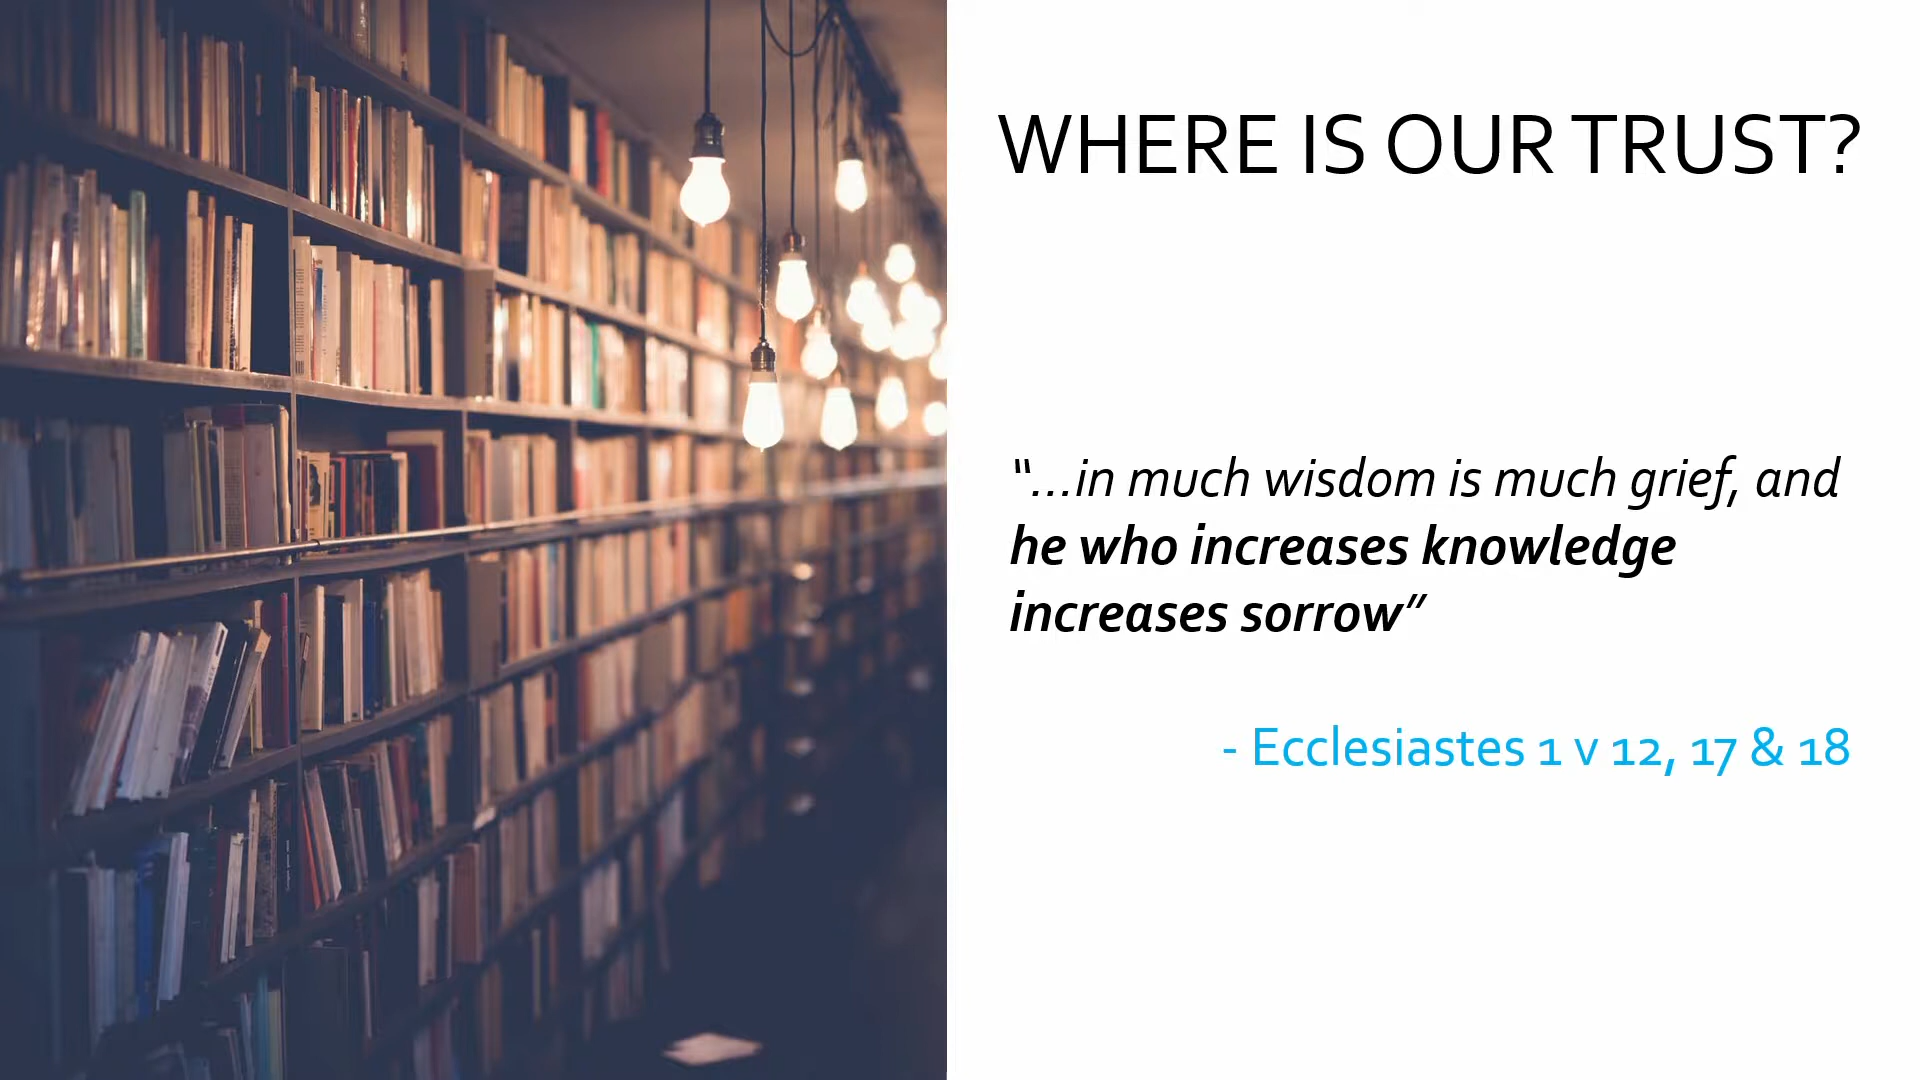 WHERE IS OUR TRUST?
“...in much wisdom is much grief, and
he who increases knowledge
increases sorrow”
- Ecclesiastes 1 v 12, 17 & 18